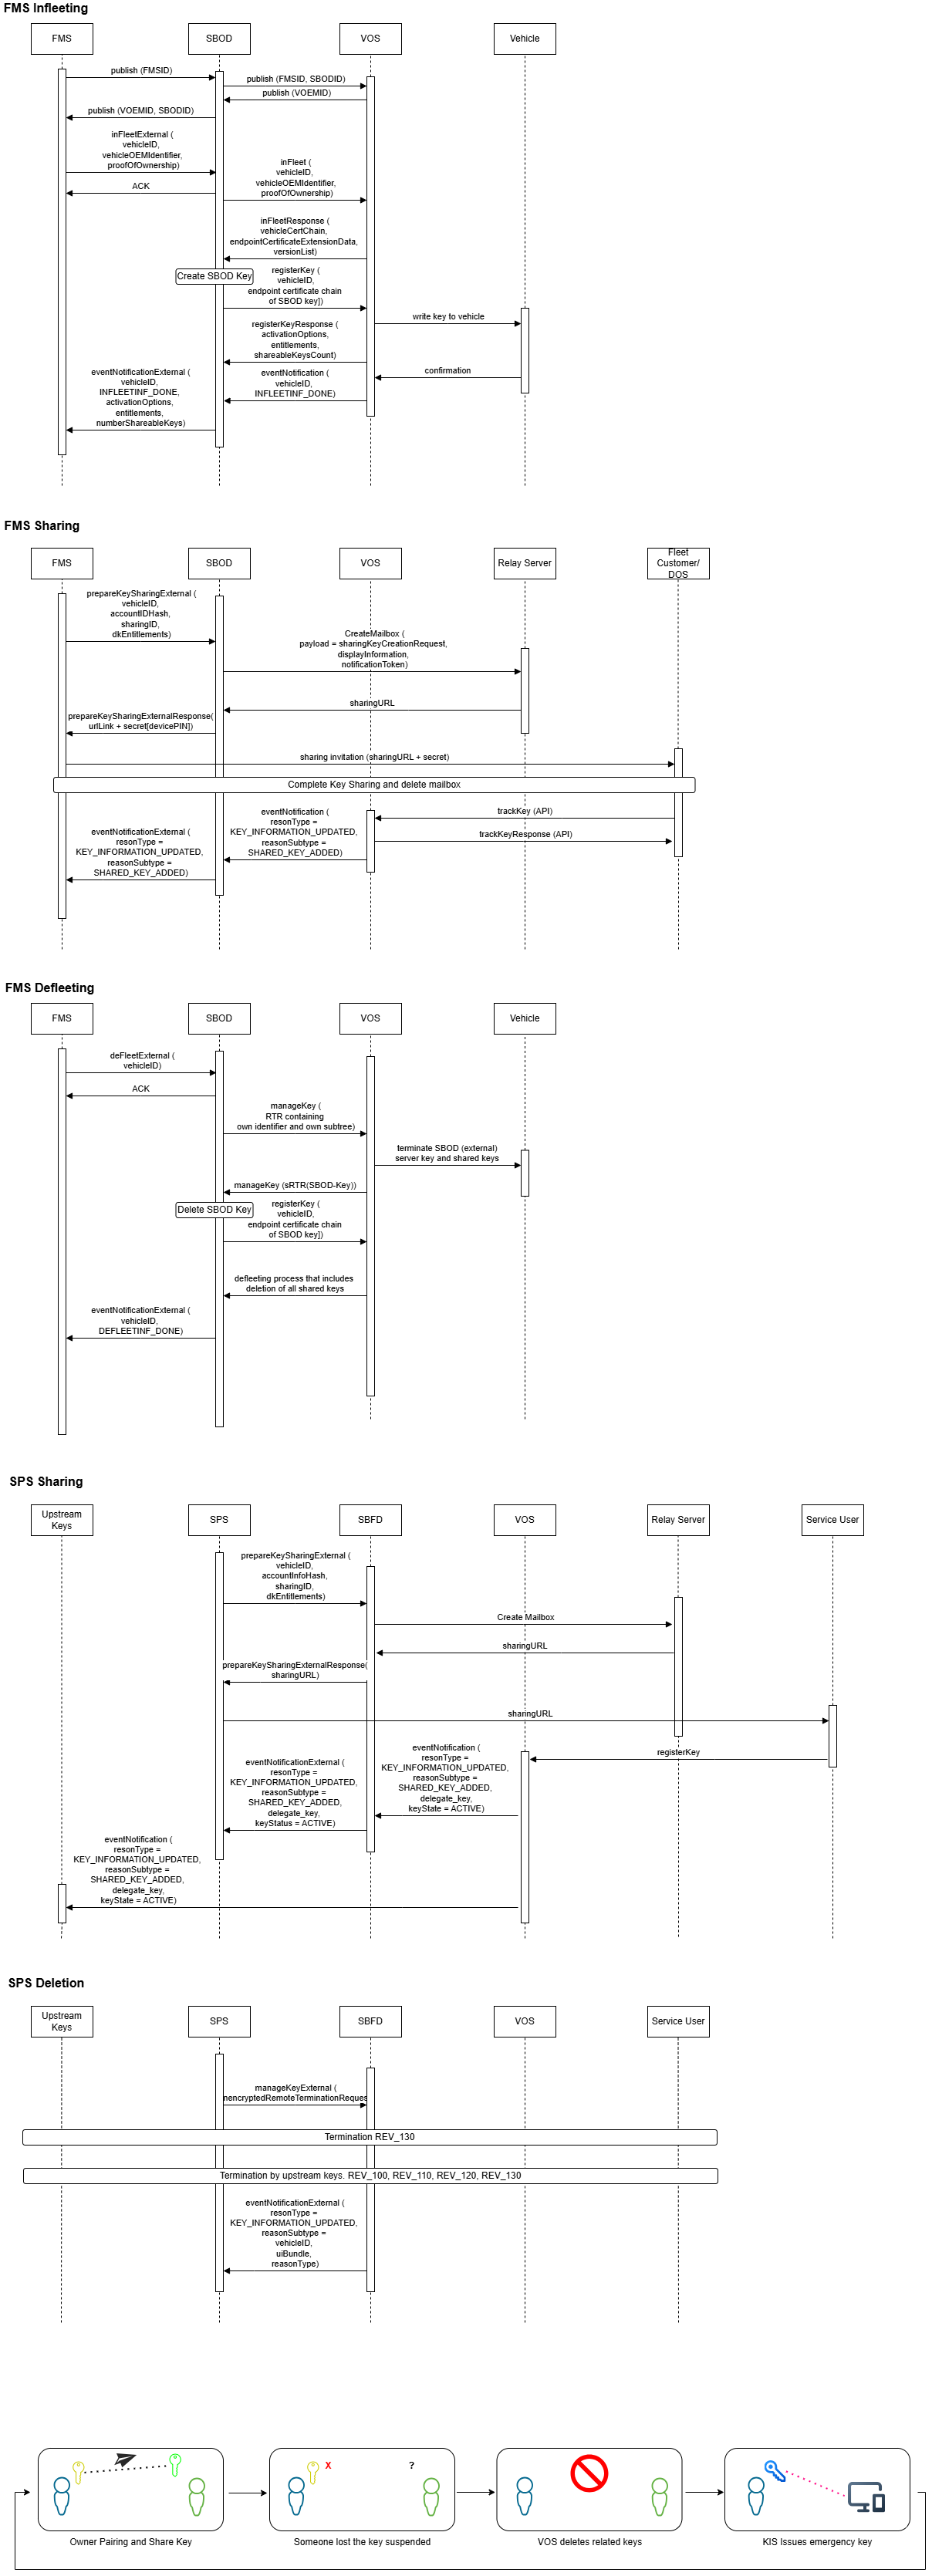 FMS Infleeting
FMS
SBOD
VOS
Vehicle
publish (FMSID)
publish (FMSID, SBODID)
publish (VOEMID)
publish (VOEMID, SBODID)
inFleetExternal (
vehicleID,
vehicleOEMIdentifier,
proofOfOwnership)
ACK
inFleet (
vehicleID,
vehicleOEMIdentifier,
proofOfOwnership)
inFleetResponse (
vehicleCertChain,
endpointCertificateExtensionData,
versionList)
Create SBOD Key
registerKey (
vehicleID,
endpoint certificate chain
of SBOD key])
write key to vehicle
registerKeyResponse (
activationOptions,
entitlements,
shareableKeysCount)
confirmation
eventNotification (
vehicleID,
INFLEETINF_DONE)
eventNotificationExternal (
vehicleID,
INFLEETINF_DONE,
activationOptions,
entitlements,
numberShareableKeys)
FMS Sharing
FMS
SBOD
VOS
Relay Server
Fleet
Customer/
DOS
prepareKeySharingExternal (
vehicleID,
accountIDHash,
sharingID,
dkEntitlements)
CreateMailbox (
payload = sharingKeyCreationRequest,
displayInformation,
notificationToken)
sharingURL
prepareKeySharingExternalResponse(
urlLink + secret[devicePIN])
sharing invitation (sharingURL + secret)
Complete Key Sharing and delete mailbox
trackKey (API)
trackKeyResponse (API)
eventNotification (
resonType =
KEY_INFORMATION_UPDATED,
reasonSubtype =
SHARED_KEY_ADDED)
eventNotificationExternal (
resonType =
KEY_INFORMATION_UPDATED,
reasonSubtype =
SHARED_KEY_ADDED)
FMS Defleeting
FMS
SBOD
VOS
Vehicle
deFleetExternal (
vehicleID)
ACK
manageKey (
RTR containing
own identifier and own subtree)
terminate SBOD (external)
server key and shared keys
manageKey (sRTR(SBOD-Key))
Delete SBOD Key
registerKey (
vehicleID,
endpoint certificate chain
of SBOD key])
defleeting process that includes
deletion of all shared keys
eventNotificationExternal (
vehicleID,
DEFLEETINF_DONE)
SPS Sharing
Upstream
Keys
SPS
SBFD
VOS
Relay Server
Service User
prepareKeySharingExternal (
vehicleID,
accountInfoHash,
sharingID,
dkEntitlements)
Create Mailbox
sharingURL
prepareKeySharingExternalResponse(
sharingURL)
sharingURL
registerKey
eventNotification (
resonType =
KEY_INFORMATION_UPDATED,
reasonSubtype =
SHARED_KEY_ADDED,
delegate_key,
keyState = ACTIVE)
eventNotificationExternal (
resonType =
KEY_INFORMATION_UPDATED,
reasonSubtype =
SHARED_KEY_ADDED,
delegate_key,
keyStatus = ACTIVE)
eventNotification (
resonType =
KEY_INFORMATION_UPDATED,
reasonSubtype =
SHARED_KEY_ADDED,
delegate_key,
keyState = ACTIVE)
SPS Deletion
Upstream
Keys
SPS
SBFD
VOS
Service User
manageKeyExternal (
nencryptedRemoteTerminationReques
Termination REV_130
Termination by upstream keys. REV_100, REV_110, REV_120, REV_130
eventNotificationExternal (
resonType =
KEY_INFORMATION_UPDATED,
reasonSubtype =
vehicleID,
uiBundle,
reasonType)
X
?
Owner Pairing and Share Key
Someone lost the key suspended
VOS deletes related keys
KIS Issues emergency key